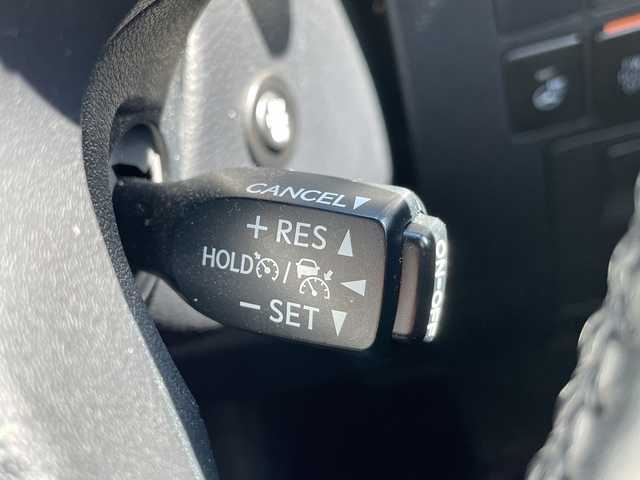 CANCEL▼
+ RES ▲
HOLD / ◄
− SET ▼
ON-OFF